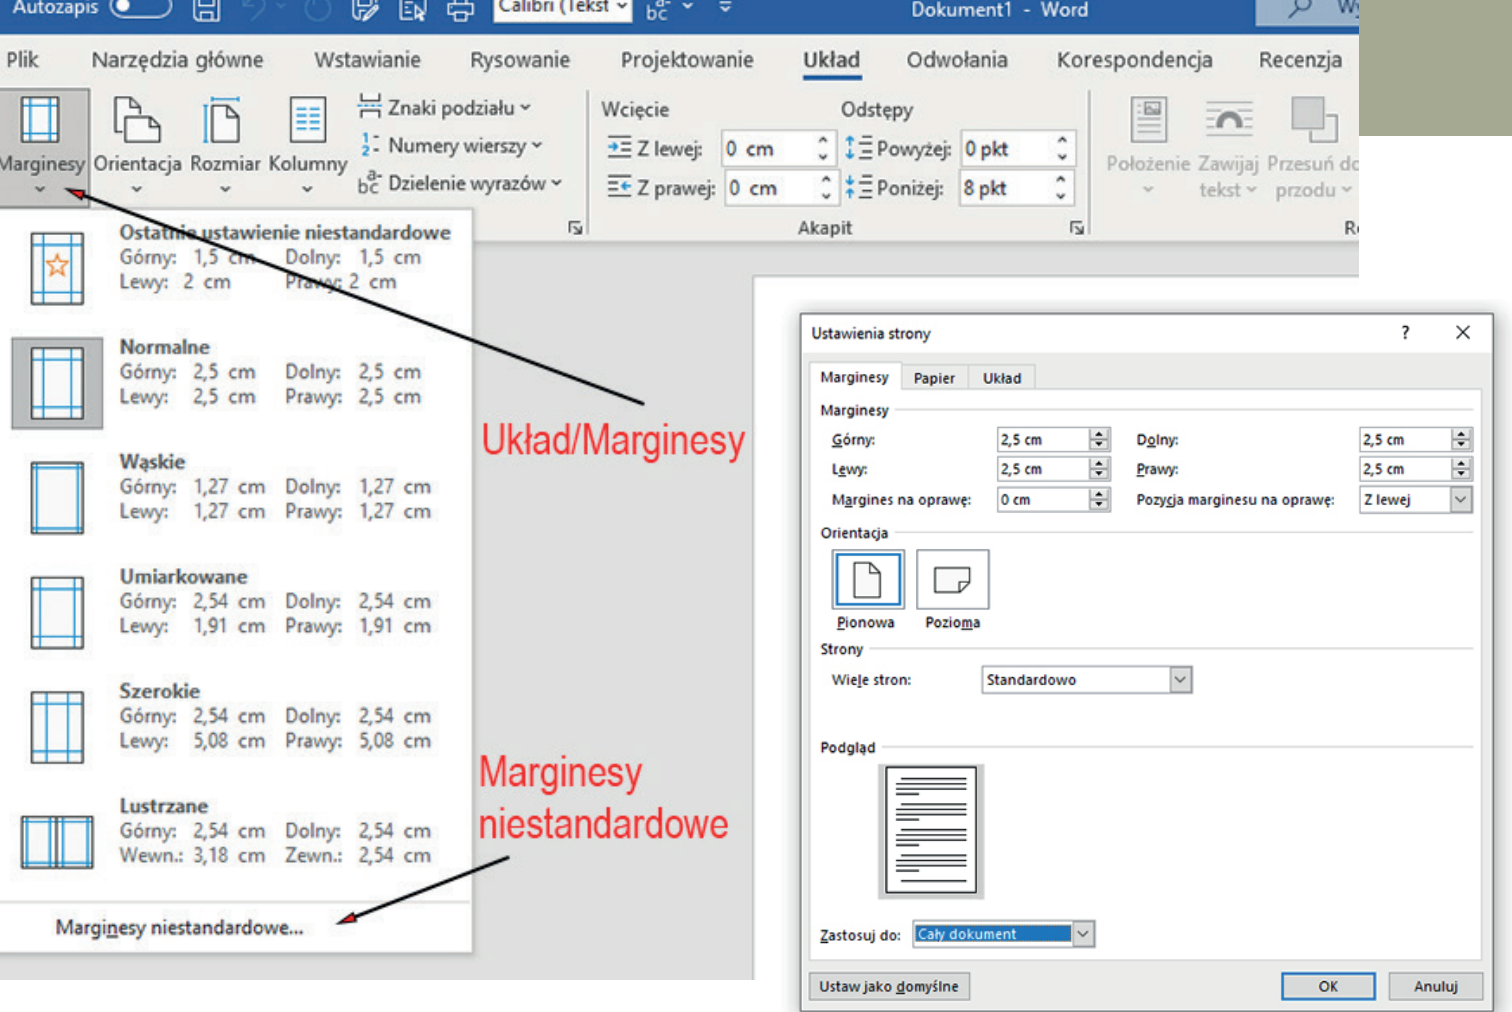 Autozapis
Calibri (Tekst
Dokument1 - Word
Plik Narzędzia główne Wstawianie Rysowanie Projektowanie Układ Odwołania Korespondencja Recenzja
Marginesy Orientacja Rozmiar Kolumny
Znaki podziału
Numery wierszy
Dzielenie wyrazów
Wcięcie Odstępy
Z lewej: 0 cm Powyżej: 0 pkt
Z prawej: 0 cm Poniżej: 8 pkt
Akapit
Położenie Zawijaj Przesuń do
tekst przodu
Ostatnie ustawienie niestandardowe
Górny: 1,5 cm Dolny: 1,5 cm
Lewy: 2 cm Prawy: 2 cm
Normalne
Górny: 2,5 cm Dolny: 2,5 cm
Lewy: 2,5 cm Prawy: 2,5 cm
Wąskie
Górny: 1,27 cm Dolny: 1,27 cm
Lewy: 1,27 cm Prawy: 1,27 cm
Umiarkowane
Górny: 2,54 cm Dolny: 2,54 cm
Lewy: 1,91 cm Prawy: 1,91 cm
Szerokie
Górny: 2,54 cm Dolny: 2,54 cm
Lewy: 5,08 cm Prawy: 5,08 cm
Lustrzane
Górny: 2,54 cm Dolny: 2,54 cm
Wewn.: 3,18 cm Zewn.: 2,54 cm
Marginesy niestandardowe...
Układ/Marginesy
Marginesy
niestandardowe
Ustawienia strony ?
Marginesy Papier Układ
Marginesy
Górny: 2,5 cm Dolny: 2,5 cm
Lewy: 2,5 cm Prawy: 2,5 cm
Margines na oprawę: 0 cm Pozycja marginesu na oprawę: Z lewej
Orientacja
Pionowa Pozioma
Strony
Wiele stron: Standardowo
Podgląd
Zastosuj do: Cały dokument
Ustaw jako domyślne OK Anuluj